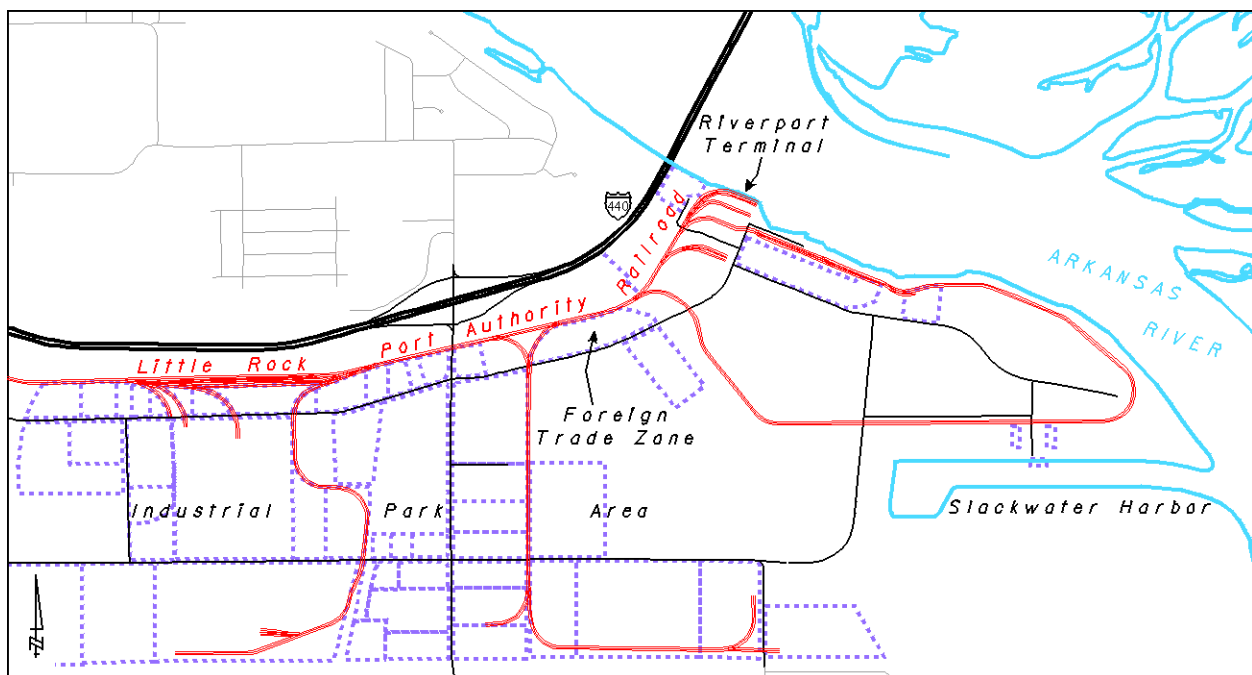 Riverport
Terminal
440
ARKANSAS
RIVER
Little Rock Port Authority Railroad
Foreign
Trade Zone
Industrial Park Area
Slackwater Harbor
N